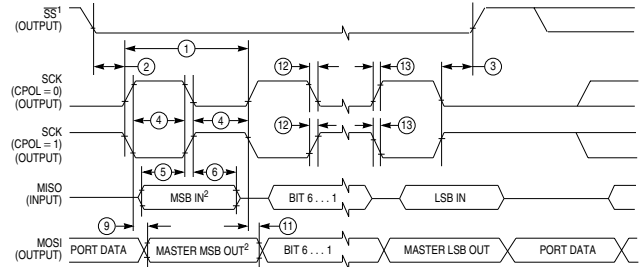 SS1
(OUTPUT)
1
2
12
13
3
SCK
(CPOL = 0)
(OUTPUT)
4
4
12
13
SCK
(CPOL = 1)
(OUTPUT)
5
6
MISO
(INPUT)
MSB IN2
BIT 6 . . . 1
LSB IN
9
11
MOSI
(OUTPUT)
PORT DATA
MASTER MSB OUT2
BIT 6 . . . 1
MASTER LSB OUT
PORT DATA